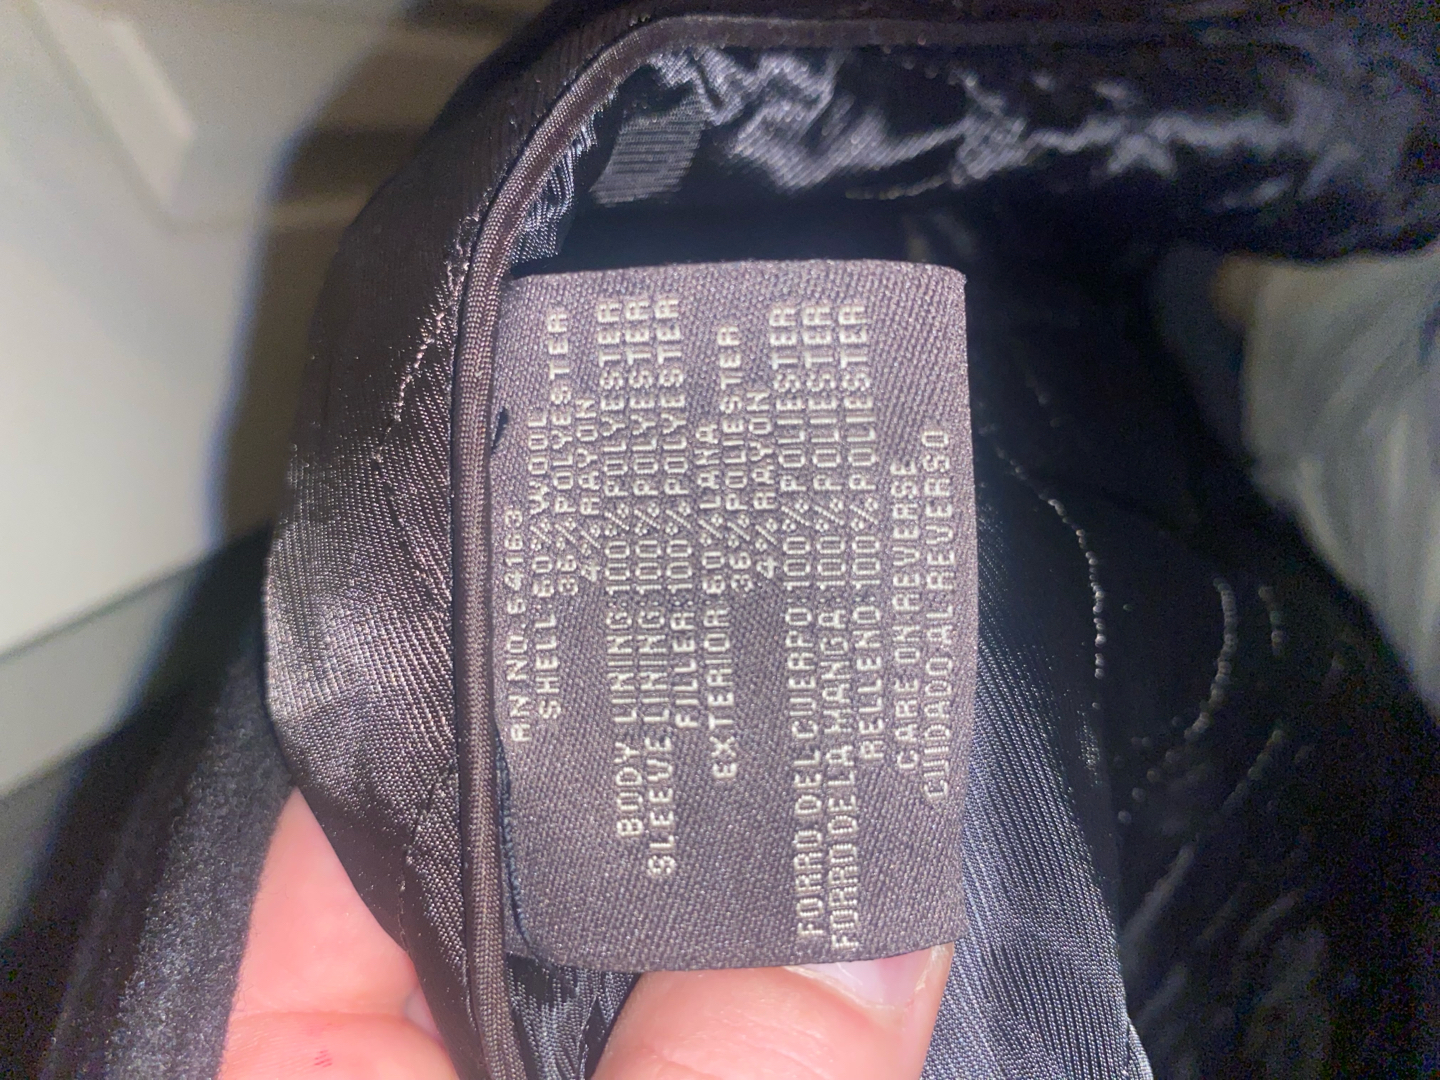 RN NO. 54163
SHELL 60% WOOL
36% POLYESTER
4% RAYON
BODY LINING: 100% POLYESTER
SLEEVE LINING: 100% POLYESTER
FILLER: 100% POLYESTER
EXTERIOR 60% LANA
36% POLIESTER
4% RAYON
FORRO DEL CUERPO 100% POLIESTER
FORRO DE LA MANGA 100% POLIESTER
RELLENO 100% POLIESTER
CARE ON REVERSE
CUIDADO AL REVERSO